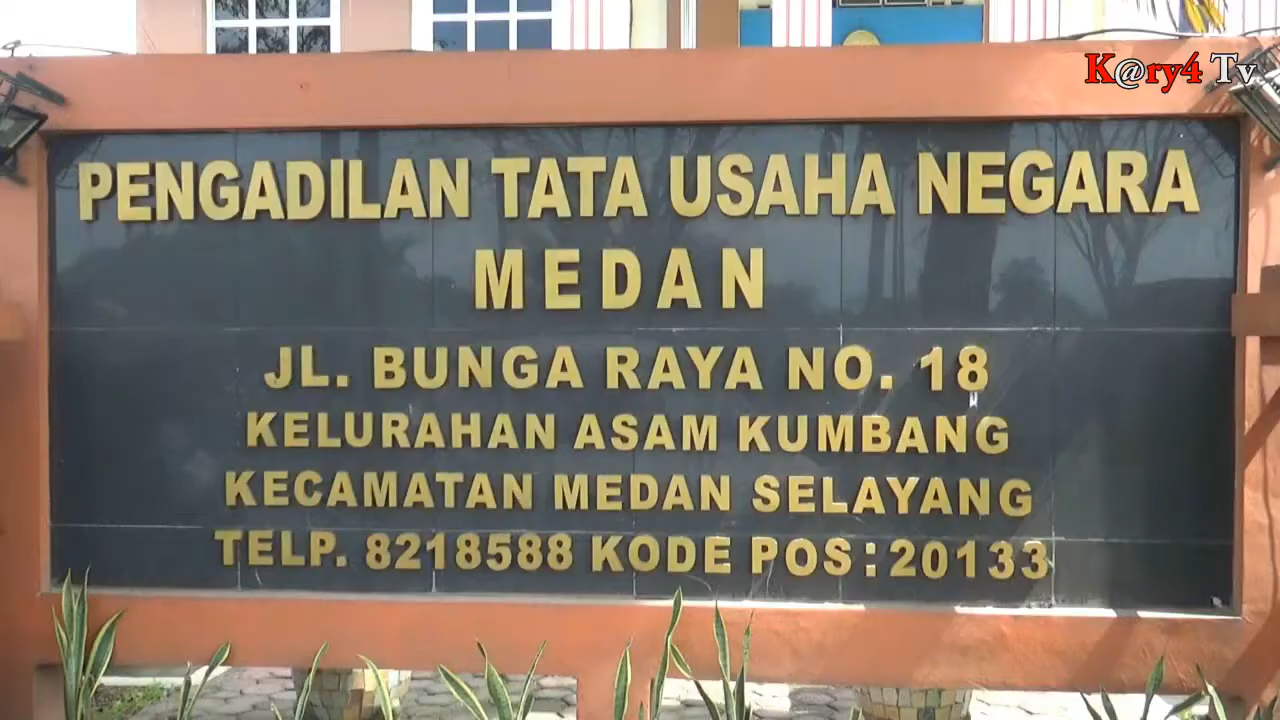 K@ry4 Tv
PENGADILAN TATA USAHA NEGARA
MEDAN
JL. BUNGA RAYA NO. 18
KELURAHAN ASAM KUMBANG
KECAMATAN MEDAN SELAYANG
TELP. 8218588 KODE POS : 20133